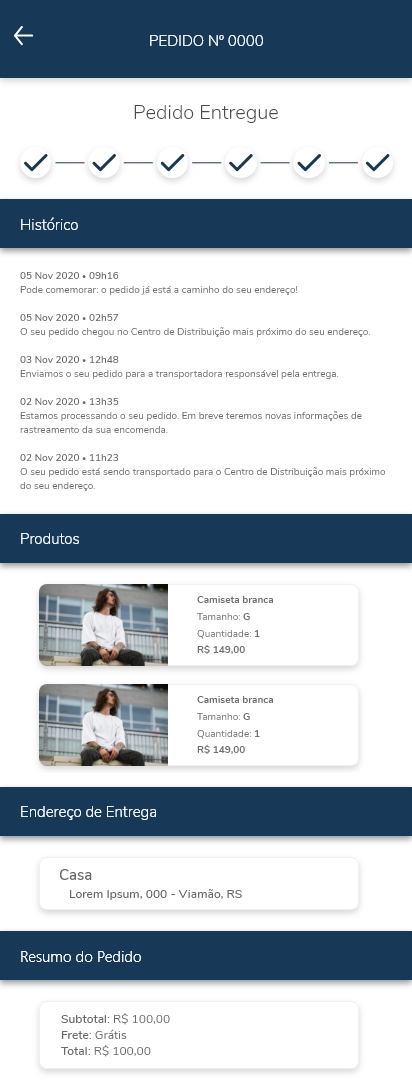 PEDIDO Nº 0000
Pedido Entregue
Histórico
05 Nov 2020 • 09h16
Pode comemorar: o pedido já está a caminho do seu endereço!
05 Nov 2020 • 02h57
O seu pedido chegou no Centro de Distribuição mais próximo do seu endereço.
03 Nov 2020 • 12h48
Enviamos o seu pedido para a transportadora responsável pela entrega.
02 Nov 2020 • 13h35
Estamos processando o seu pedido. Em breve teremos novas informações de
rastreamento da sua encomenda.
02 Nov 2020 • 11h23
O seu pedido está sendo transportado para o Centro de Distribuição mais próximo
do seu endereço.
Produtos
Camiseta branca
Tamanho: G
Quantidade: 1
R$ 149,00
Camiseta branca
Tamanho: G
Quantidade: 1
R$ 149,00
Endereço de Entrega
Casa
Lorem Ipsum, 000 - Viamão, RS
Resumo do Pedido
Subtotal: R$ 100,00
Frete: Grátis
Total: R$ 100,00